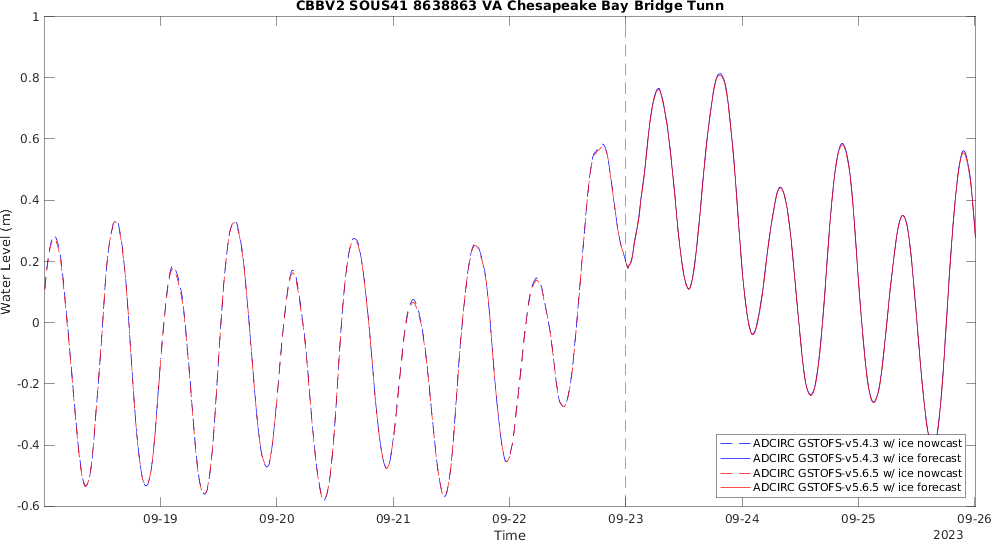 CBBV2 SOUS41 8638863 VA Chesapeake Bay Bridge Tunn
1
0.8
0.6
0.4
0.2
0
-0.2
-0.4
-0.6
Water Level (m)
ADCIRC GSTOFS-v5.4.3 w/ ice nowcast
ADCIRC GSTOFS-v5.4.3 w/ ice forecast
ADCIRC GSTOFS-v5.6.5 w/ ice nowcast
ADCIRC GSTOFS-v5.6.5 w/ ice forecast
09-19 09-20 09-21 09-22 09-23 09-24 09-25 09-26
Time
2023